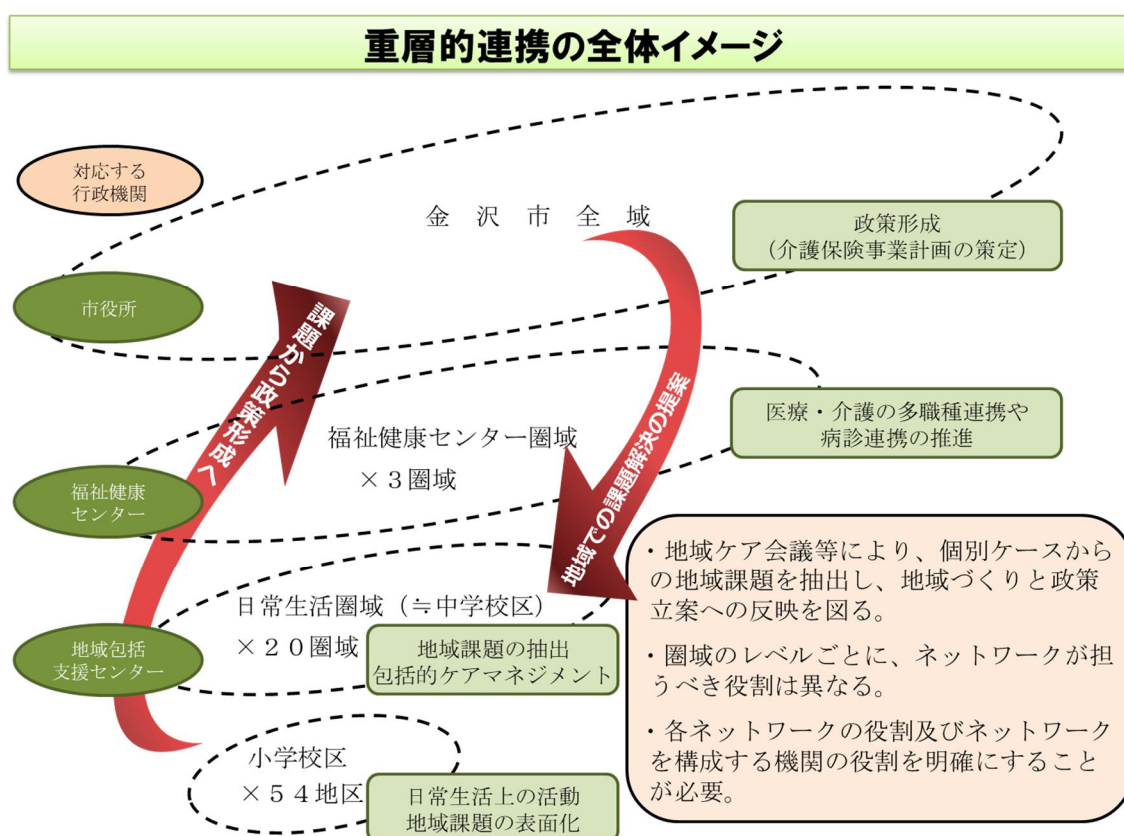 重層的連携の全体イメージ
対応する
行政機関
金沢市全域
政策形成
（介護保険事業計画の策定）
市役所
課題から政策形成へ
地域での課題解決の提案
福祉健康センター圏域
×３圏域
医療・介護の多職種連携や
病診連携の推進
福祉健康
センター
日常生活圏域（≒中学校区）
×２０圏域
地域課題の抽出
包括的ケアマネジメント
地域包括
支援センター
小学校区
×５４地区
日常生活上の活動
地域課題の表面化
・地域ケア会議等により、個別ケースから
の地域課題を抽出し、地域づくりと政策
立案への反映を図る。
・圏域のレベルごとに、ネットワークが担
うべき役割は異なる。
・各ネットワークの役割及びネットワーク
を構成する機関の役割を明確にすること
が必要。